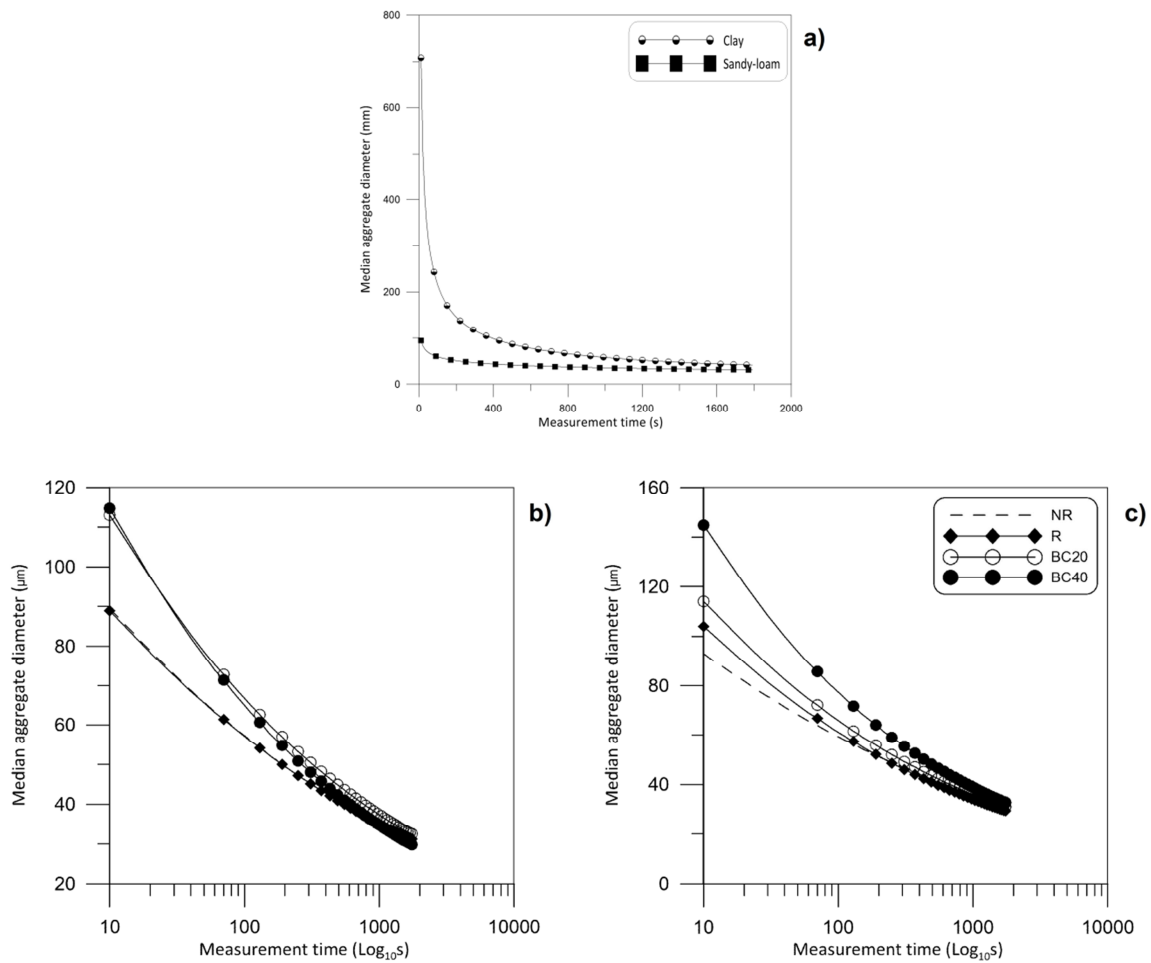 800
600
400
200
0
Median aggregate diameter (mm)
0 400 800 1200 1600 2000
Measurement time (s)
Clay
Sandy-loam
a)
120
100
80
60
40
20
Median aggregate diameter (µm)
10 100 1000 10000
Measurement time (Log₁₀s)
b)
160
120
80
40
0
Median aggregate diameter (µm)
10 100 1000 10000
Measurement time (Log₁₀s)
NR
R
BC20
BC40
c)